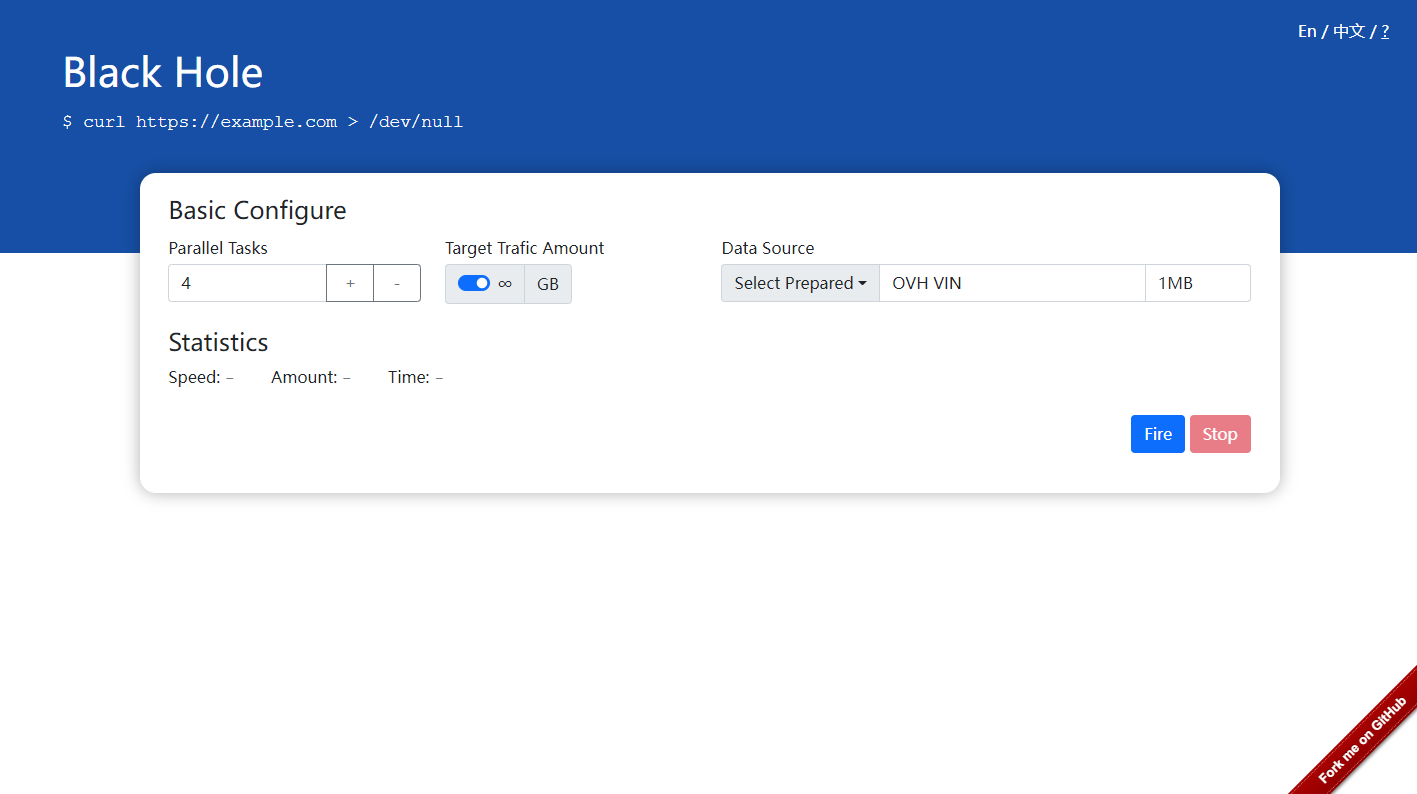 En / 中文 / ?
Black Hole
$ curl https://example.com > /dev/null
Basic Configure
Parallel Tasks Target Trafic Amount Data Source
4 + - ∞ GB Select Prepared OVH VIN 1MB
Statistics
Speed: – Amount: – Time: –
Fire Stop
Fork me on GitHub